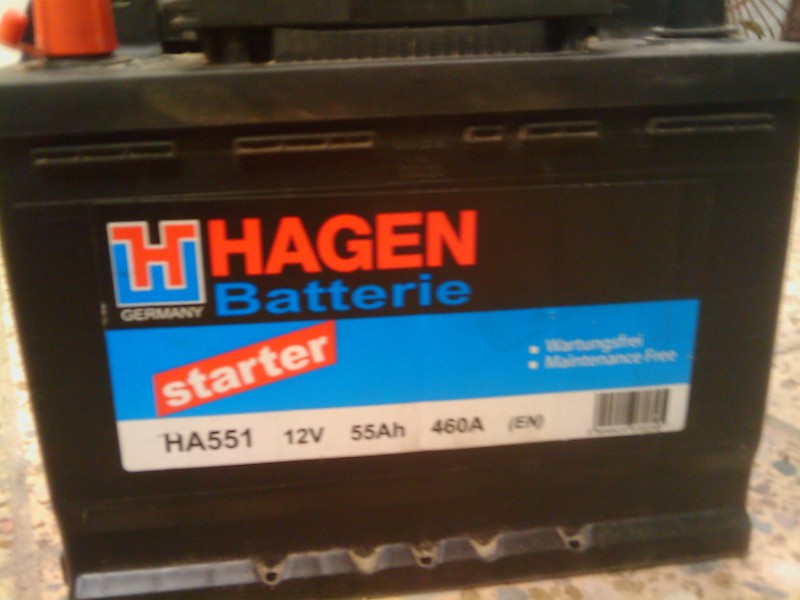 HAGEN
Batterie
GERMANY
starter
Wartungsfrei
Maintenance Free
HA551 12V 55Ah 460A (EN)